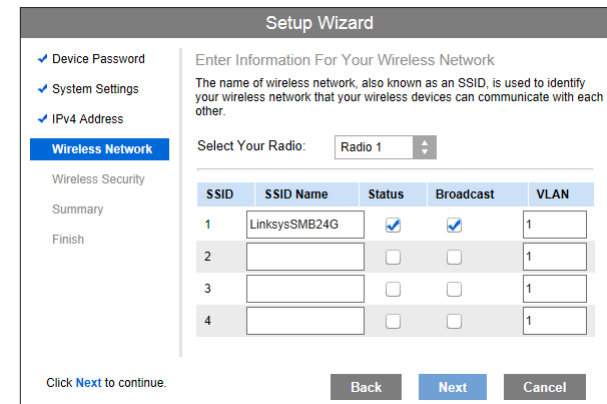 Setup Wizard
Device Password
System Settings
IPv4 Address
Wireless Network
Wireless Security
Summary
Finish
Enter Information For Your Wireless Network
The name of wireless network, also known as an SSID, is used to identify
your wireless network that your wireless devices can communicate with each
other.
Select Your Radio: Radio 1
SSID SSID Name Status Broadcast VLAN
1 LinksysSMB24G 1
2 1
3 1
4 1
Click Next to continue.
Back Next Cancel